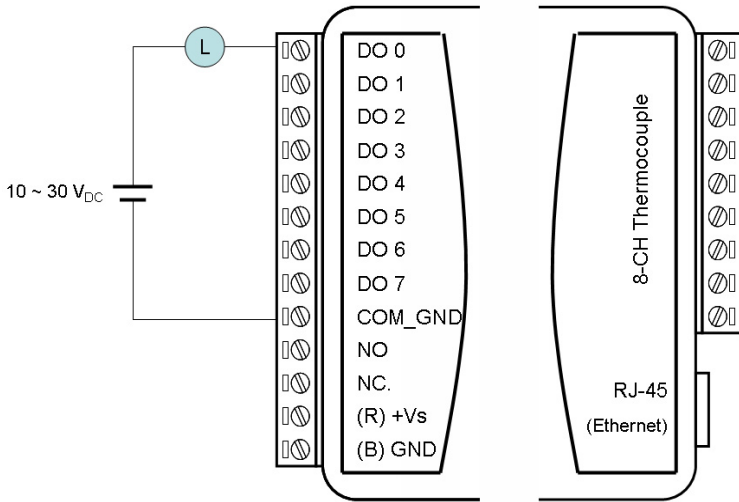 L
DO 0
DO 1
DO 2
DO 3
DO 4
DO 5
DO 6
DO 7
COM_GND
NO
NC.
(R) +Vs
(B) GND
10 ~ 30 VDC
8-CH Thermocouple
RJ-45
(Ethernet)